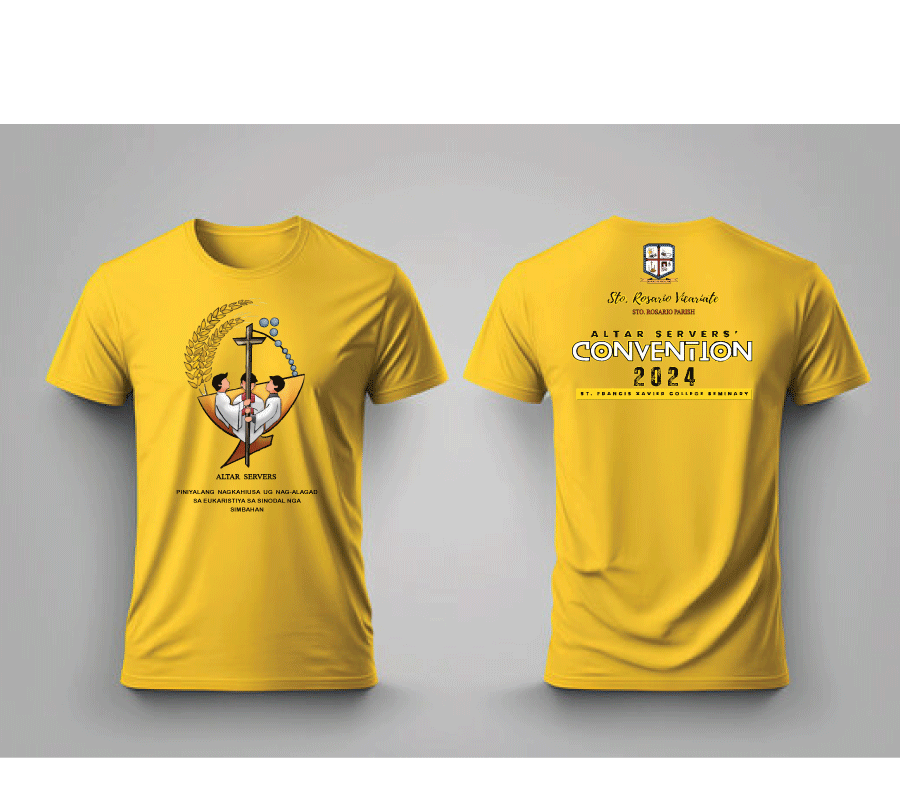 ALTAR SERVERS
PINIYALANG NAGKAHIUSA UG NAG-ALAGAD
SA EUKARISTIYA SA SINODAL NGA
SIMBAHAN
Sto. Rosario Vicariate
STO. ROSARIO PARISH
ALTAR SERVERS'
CONVENTION
2024
ST. FRANCIS XAVIER COLLEGE SEMINARY